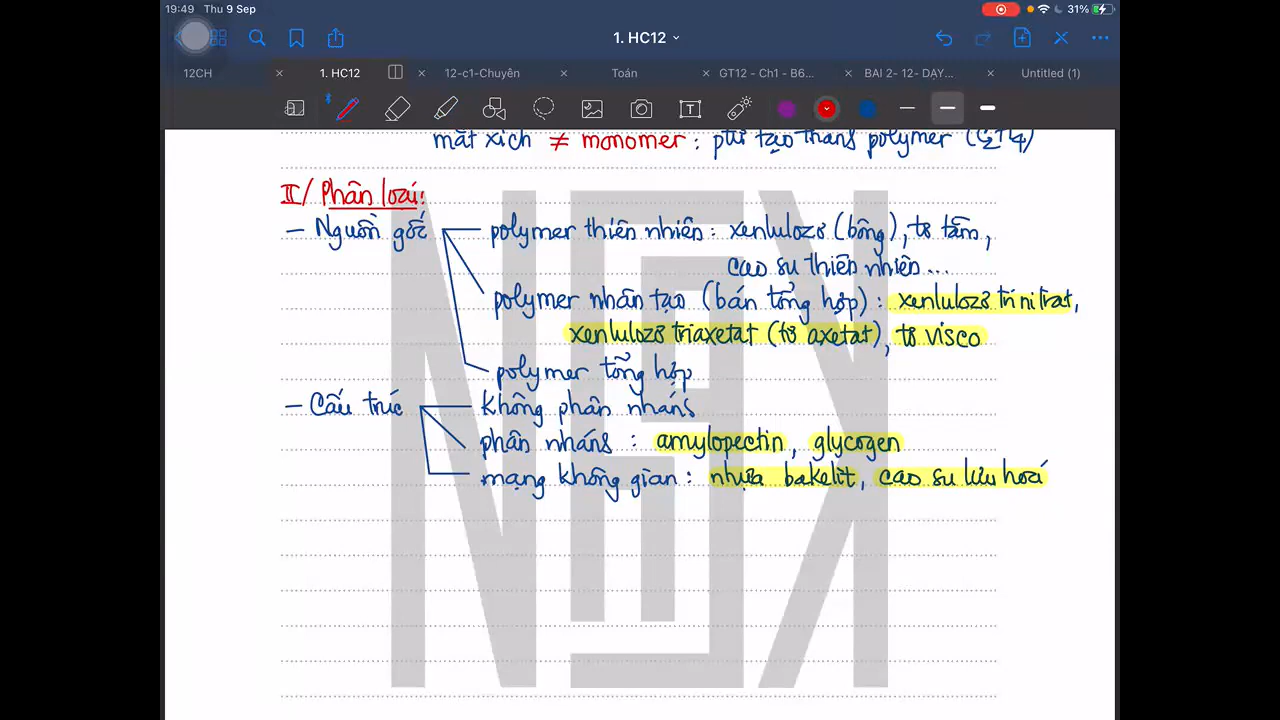 19:49 Thu 9 Sep 31%
1. HC12
12CH 1. HC12 12-c1-Chuyên Toán GT12 - Ch1 - B6... BAI 2- 12- DẠY... Untitled (1)
mắt xích ≠ monomer : ptử tạo thành polymer (C₂H₄)
II/ Phân loại:
- Nguồn gốc polymer thiên nhiên : xenlulozơ (bông), tơ tằm,
cao su thiên nhiên ...
polymer nhân tạo (bán tổng hợp) : xenlulozơ trinitrat,
xenlulozơ triaxetat (tơ axetat), tơ visco
polymer tổng hợp
- Cấu trúc không phân nhánh
phân nhánh : amylopectin, glycogen
mạng không gian : nhựa bakelit, cao su lưu hoá